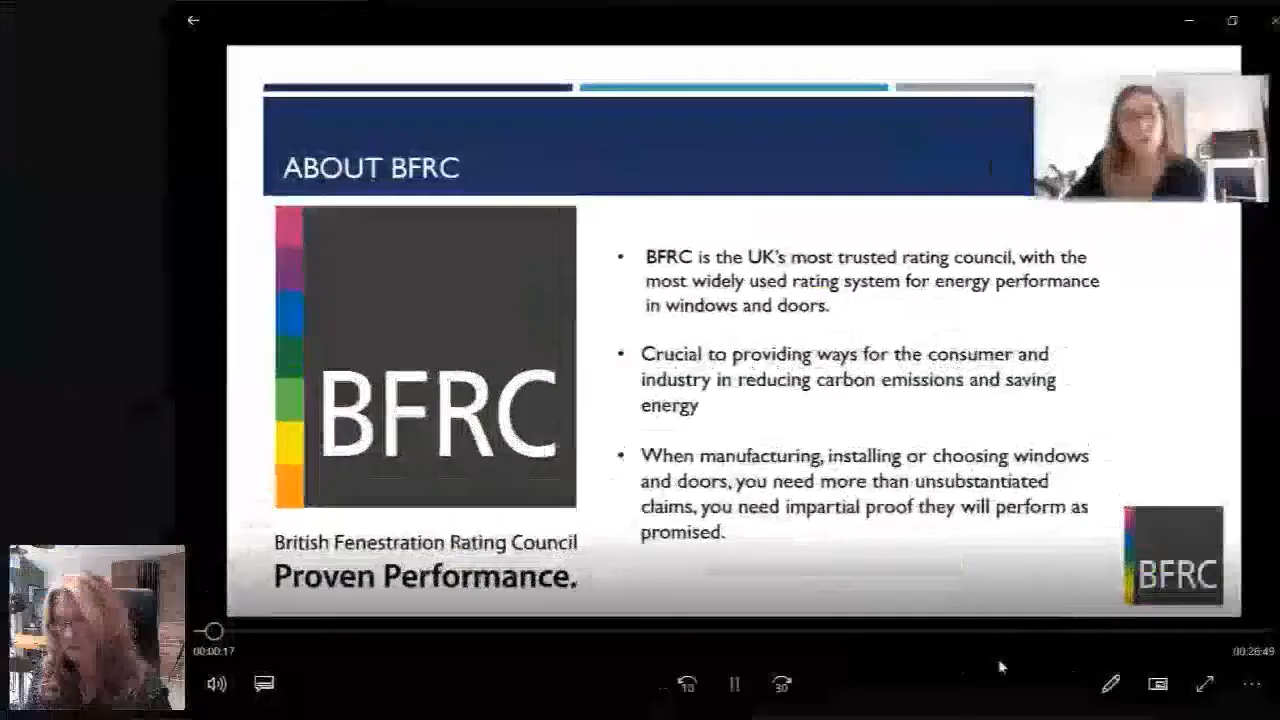 ABOUT BFRC
BFRC
British Fenestration Rating Council
Proven Performance.
• BFRC is the UK's most trusted rating council, with the
most widely used rating system for energy performance
in windows and doors.
• Crucial to providing ways for the consumer and
industry in reducing carbon emissions and saving
energy
• When manufacturing, installing or choosing windows
and doors, you need more than unsubstantiated
claims, you need impartial proof they will perform as
promised.
BFRC
00:00:17
00:26:49
10
30